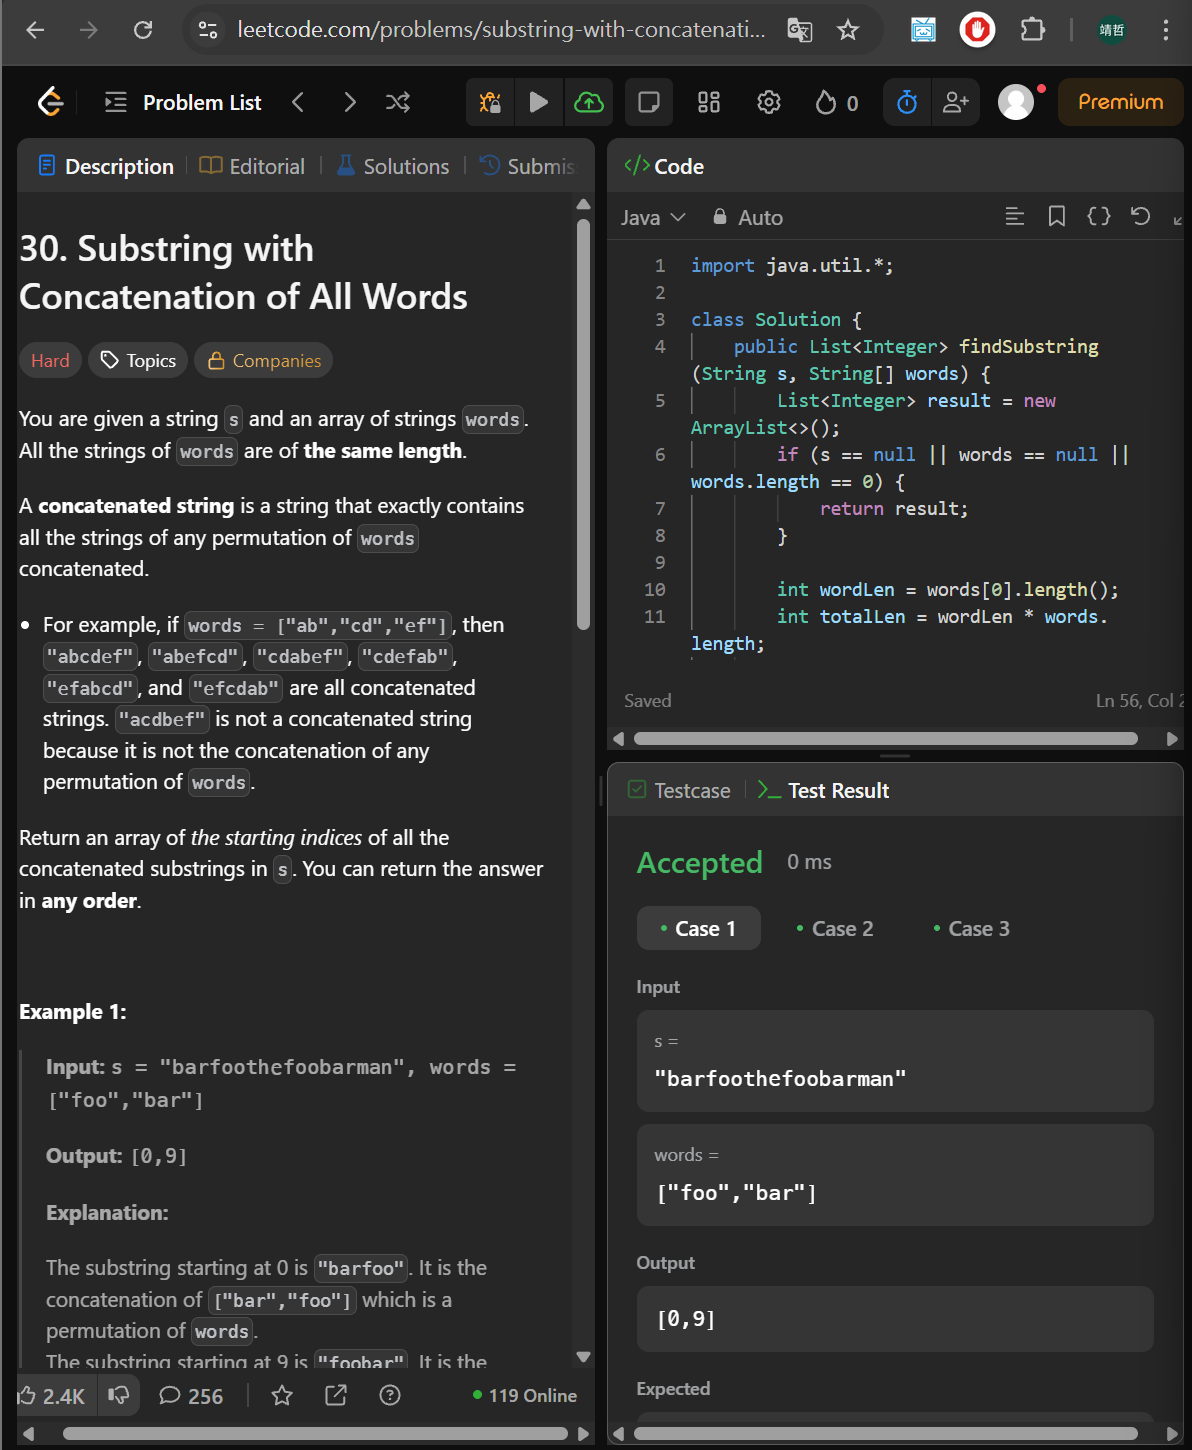 leetcode.com/problems/substring-with-concatenati...
靖哲
Problem List
0
Premium
Description
Editorial
Solutions
Submis
30. Substring with
Concatenation of All Words
Hard
Topics
Companies
You are given a string s and an array of strings words.
All the strings of words are of the same length.
A concatenated string is a string that exactly contains
all the strings of any permutation of words
concatenated.
• For example, if words = ["ab","cd","ef"], then
"abcdef", "abefcd", "cdabef", "cdefab",
"efabcd", and "efcdab" are all concatenated
strings. "acdbef" is not a concatenated string
because it is not the concatenation of any
permutation of words.
Return an array of the starting indices of all the
concatenated substrings in s. You can return the answer
in any order.
Example 1:
Input: s = "barfoothefoobarman", words =
["foo","bar"]
Output: [0,9]
Explanation:
The substring starting at 0 is "barfoo". It is the
concatenation of ["bar","foo"] which is a
permutation of words.
The substring starting at 9 is "foobar". It is the
2.4K
256
119 Online
</> Code
Java
Auto
1 import java.util.*;
2
3 class Solution {
4 public List<Integer> findSubstring
(String s, String[] words) {
5 List<Integer> result = new
ArrayList<>();
6 if (s == null || words == null ||
words.length == 0) {
7 return result;
8 }
9
10 int wordLen = words[0].length();
11 int totalLen = wordLen * words.
length;
Saved
Ln 56, Col 2
Testcase
Test Result
Accepted 0 ms
• Case 1
• Case 2
• Case 3
Input
s =
"barfoothefoobarman"
words =
["foo","bar"]
Output
[0,9]
Expected